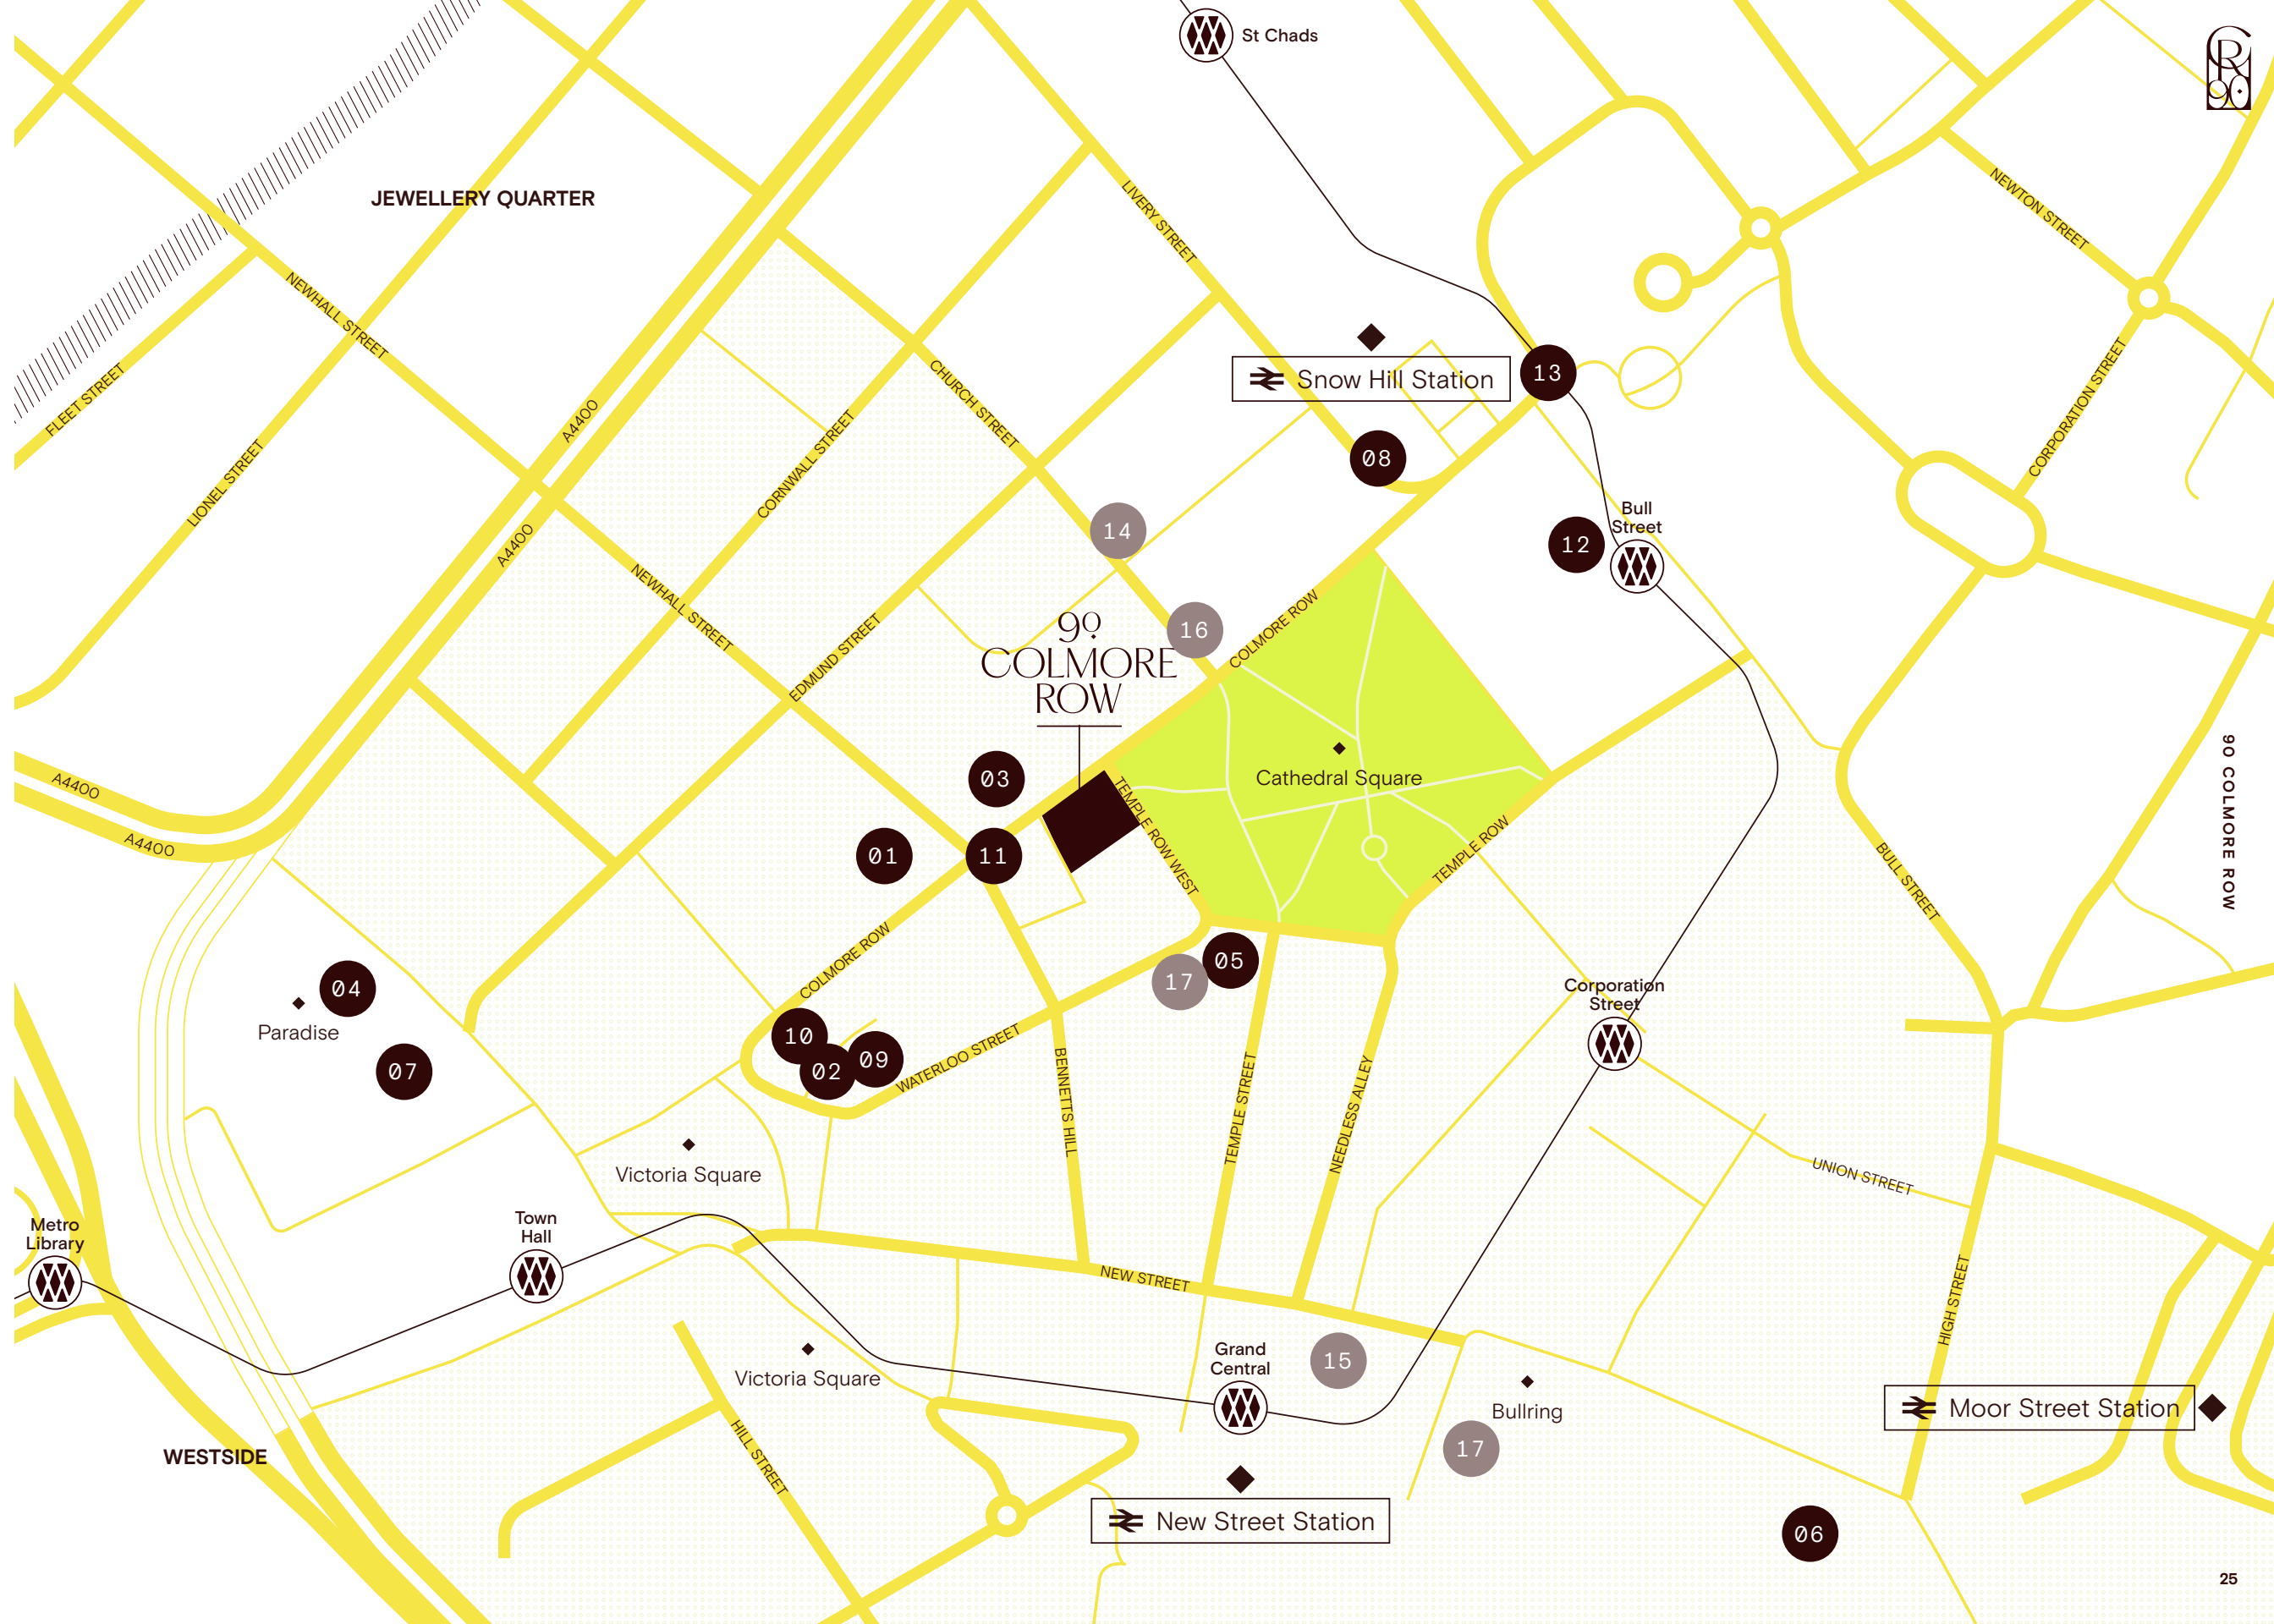 St Chads
CR
90
JEWELLERY QUARTER
LIVERY STREET
NEWTON STREET
NEWHALL STREET
FLEET STREET
LIONEL STREET
A4400
A4400
CHURCH STREET
CORNWALL STREET
Snow Hill Station
13
08
CORPORATION STREET
14
Bull
Street
12
NEWHALL STREET
EDMUND STREET
90
COLMORE
ROW
16
COLMORE ROW
Cathedral Square
TEMPLE ROW WEST
TEMPLE ROW
03
01
11
A4400
A4400
90 COLMORE ROW
BULL STREET
COLMORE ROW
04
Paradise
07
10
02
09
WATERLOO STREET
17
05
Corporation
Street
BENNETTS HILL
TEMPLE STREET
NEEDLESS ALLEY
Victoria Square
UNION STREET
Metro
Library
Town
Hall
NEW STREET
HIGH STREET
Victoria Square
Grand
Central
15
Bullring
17
Moor Street Station
WESTSIDE
HILL STREET
New Street Station
06
25